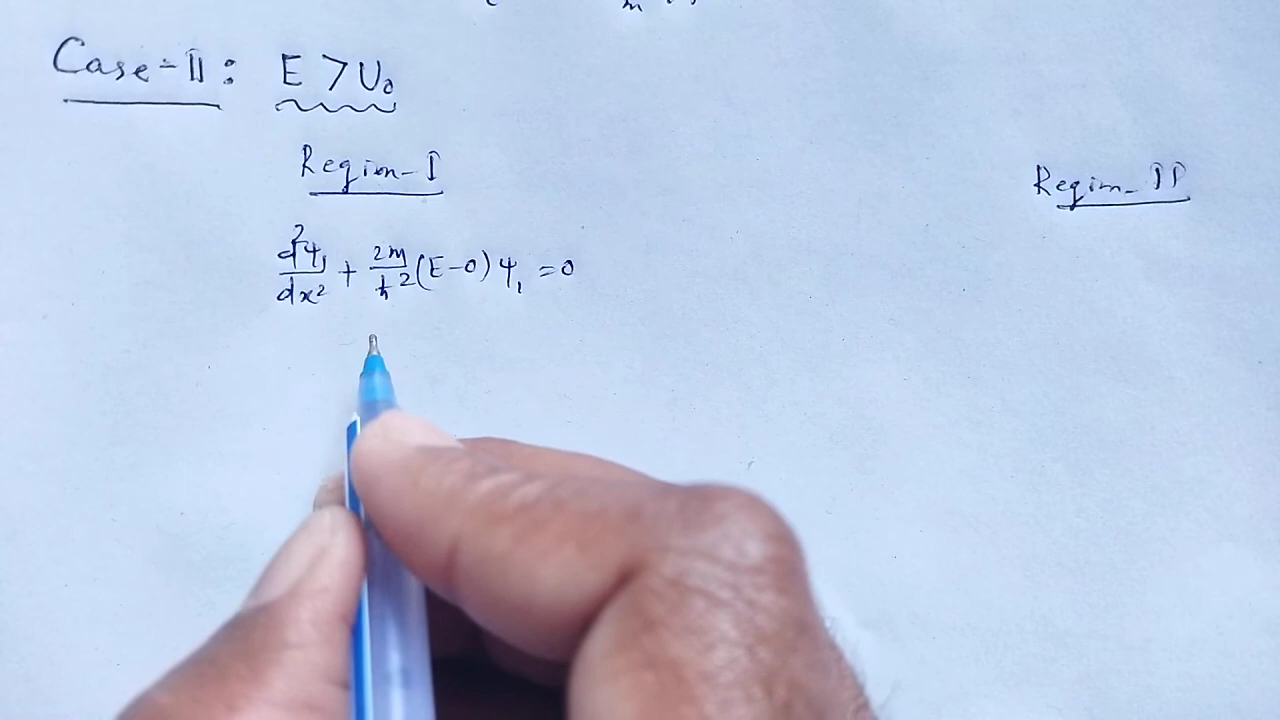 Case-II: E > U₀
Region-I
Region-II
d²ψ₁/dx² + 2m/ħ² (E-0) ψ₁ = 0